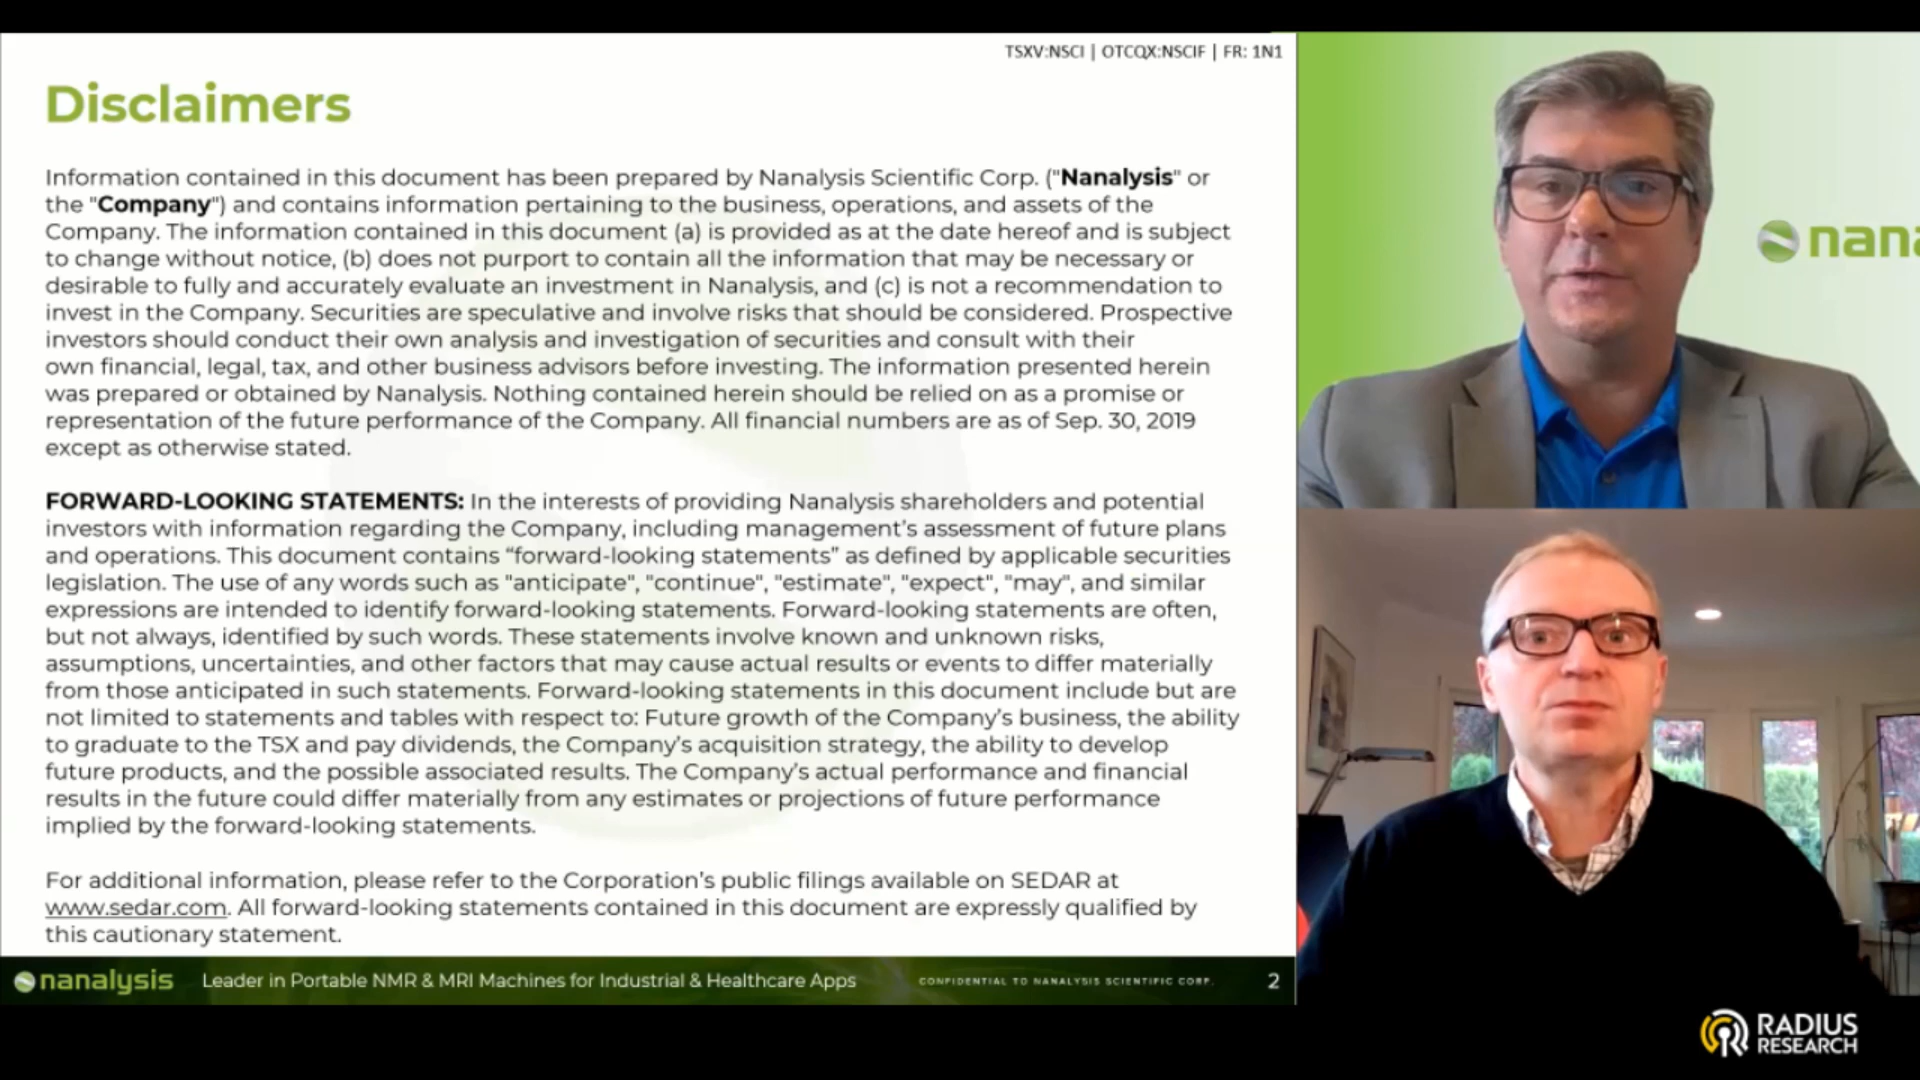 TSXV:NSCI | OTCQX:NSCIF | FR: 1N1
Disclaimers
Information contained in this document has been prepared by Nanalysis Scientific Corp. ("Nanalysis" or
the "Company") and contains information pertaining to the business, operations, and assets of the
Company. The information contained in this document (a) is provided as at the date hereof and is subject
to change without notice, (b) does not purport to contain all the information that may be necessary or
desirable to fully and accurately evaluate an investment in Nanalysis, and (c) is not a recommendation to
invest in the Company. Securities are speculative and involve risks that should be considered. Prospective
investors should conduct their own analysis and investigation of securities and consult with their
own financial, legal, tax, and other business advisors before investing. The information presented herein
was prepared or obtained by Nanalysis. Nothing contained herein should be relied on as a promise or
representation of the future performance of the Company. All financial numbers are as of Sep. 30, 2019
except as otherwise stated.
FORWARD-LOOKING STATEMENTS: In the interests of providing Nanalysis shareholders and potential
investors with information regarding the Company, including management’s assessment of future plans
and operations. This document contains “forward-looking statements” as defined by applicable securities
legislation. The use of any words such as "anticipate", "continue", "estimate", "expect", "may", and similar
expressions are intended to identify forward-looking statements. Forward-looking statements are often,
but not always, identified by such words. These statements involve known and unknown risks,
assumptions, uncertainties, and other factors that may cause actual results or events to differ materially
from those anticipated in such statements. Forward-looking statements in this document include but are
not limited to statements and tables with respect to: Future growth of the Company’s business, the ability
to graduate to the TSX and pay dividends, the Company’s acquisition strategy, the ability to develop
future products, and the possible associated results. The Company’s actual performance and financial
results in the future could differ materially from any estimates or projections of future performance
implied by the forward-looking statements.
For additional information, please refer to the Corporation’s public filings available on SEDAR at
www.sedar.com. All forward-looking statements contained in this document are expressly qualified by
this cautionary statement.
nanalysis Leader in Portable NMR & MRI Machines for Industrial & Healthcare Apps CONFIDENTIAL TO NANALYSIS SCIENTIFIC CORP. 2
nana
RADIUS
RESEARCH